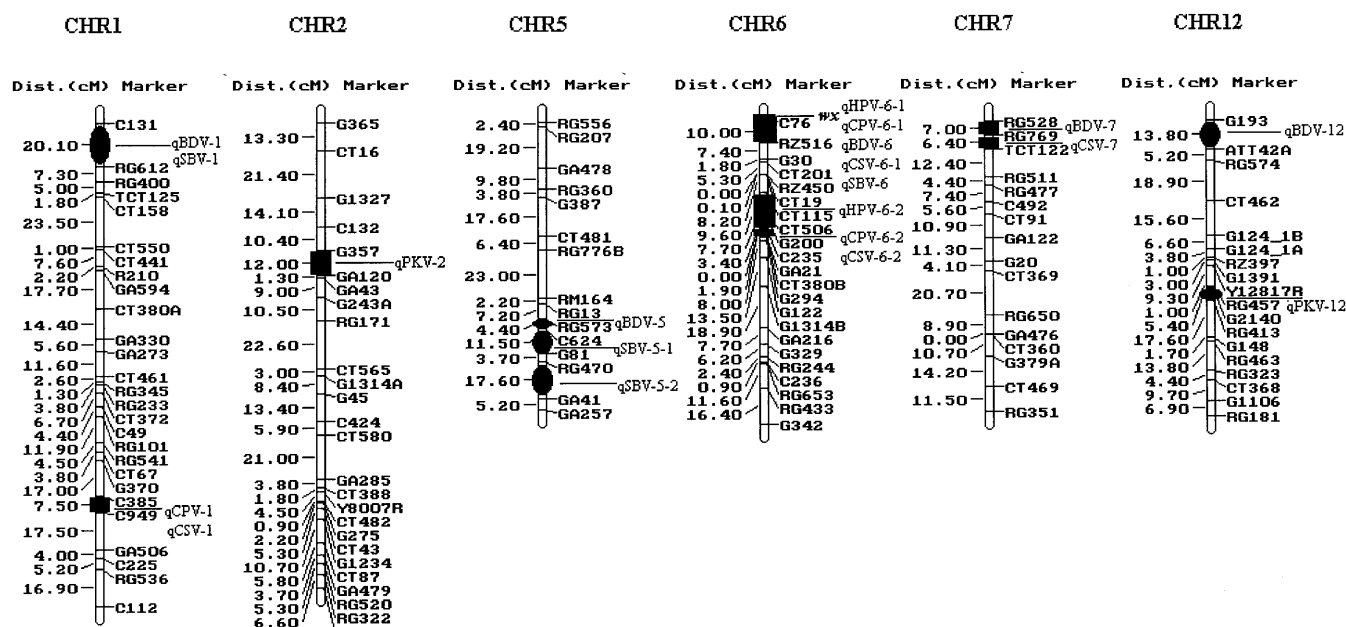 CHR1 CHR2 CHR5 CHR6 CHR7 CHR12
Dist.(cM) Marker
C131
20.10
qBDV-1
qSBV-1
RG612
7.30
RG400
5.00
TCT125
1.80
CT158
23.50
CT550
1.00
CT441
7.60
R210
2.20
GA594
17.70
CT380A
14.40
GA330
5.60
GA273
11.60
CT461
2.60
RG345
1.30
RG233
3.80
CT372
6.70
C49
4.40
RG101
11.90
RG541
4.50
CT67
3.80
G370
17.00
C385
7.50
qCPV-1
C949
qCSV-1
17.50
GA506
4.00
C225
5.20
RG536
16.90
C112
Dist.(cM) Marker
G365
13.30
CT16
21.40
G1327
14.10
C132
10.40
G357
12.00
qPKV-2
GA120
1.30
GA43
9.00
G243A
10.50
RG171
22.60
CT565
3.00
G1314A
8.40
G45
13.40
C424
5.90
CT580
21.00
GA285
3.80
CT388
1.80
Y8007R
4.50
CT482
0.90
G275
2.20
CT43
5.30
G1234
10.70
CT87
5.80
GA479
3.70
RG520
5.30
RG322
6.60
Dist.(cM) Marker
RG556
2.40
RG207
19.20
GA478
9.80
RG360
3.80
G387
17.60
CT481
6.40
RG776B
23.00
RM164
2.20
RG13
7.20
qBDV-5
RG573
4.40
C624
11.50
qSBV-5-1
G81
3.70
RG470
17.60
qSBV-5-2
GA41
5.20
GA257
Dist.(cM) Marker
qHPV-6-1
C76 wx
qCPV-6-1
10.00
RZ516
qBDV-6
7.40
G30
qCSV-6-1
1.80
CT201
5.30
RZ450
qSBV-6
0.00
CT19
0.10
qHPV-6-2
CT115
8.20
CT506
9.60
qCPV-6-2
G200
7.70
C235
qCSV-6-2
3.40
GA21
0.00
CT380B
1.90
G294
8.00
G122
13.50
G1314B
18.90
GA216
7.70
G329
6.20
RG244
2.40
C236
0.90
RG653
11.60
RG433
16.40
G342
Dist.(cM) Marker
RG528
7.00
qBDV-7
RG769
6.40
qCSV-7
TCT122
12.40
RG511
4.40
RG477
7.40
C492
5.60
CT91
10.90
GA122
11.30
G20
4.10
CT369
20.70
RG650
8.90
GA476
0.00
CT360
10.70
G379A
14.20
CT469
11.50
RG351
Dist.(cM) Marker
G193
13.80
qBDV-12
ATT42A
5.20
RG574
18.90
CT462
15.60
G124_1B
6.60
G124_1A
3.80
RZ397
1.00
G1391
3.00
Y12817R
9.30
RG457
qPKV-12
1.00
G2140
5.40
RG413
17.60
G148
1.70
RG463
13.80
RG323
4.40
CT368
9.70
G1106
6.90
RG181